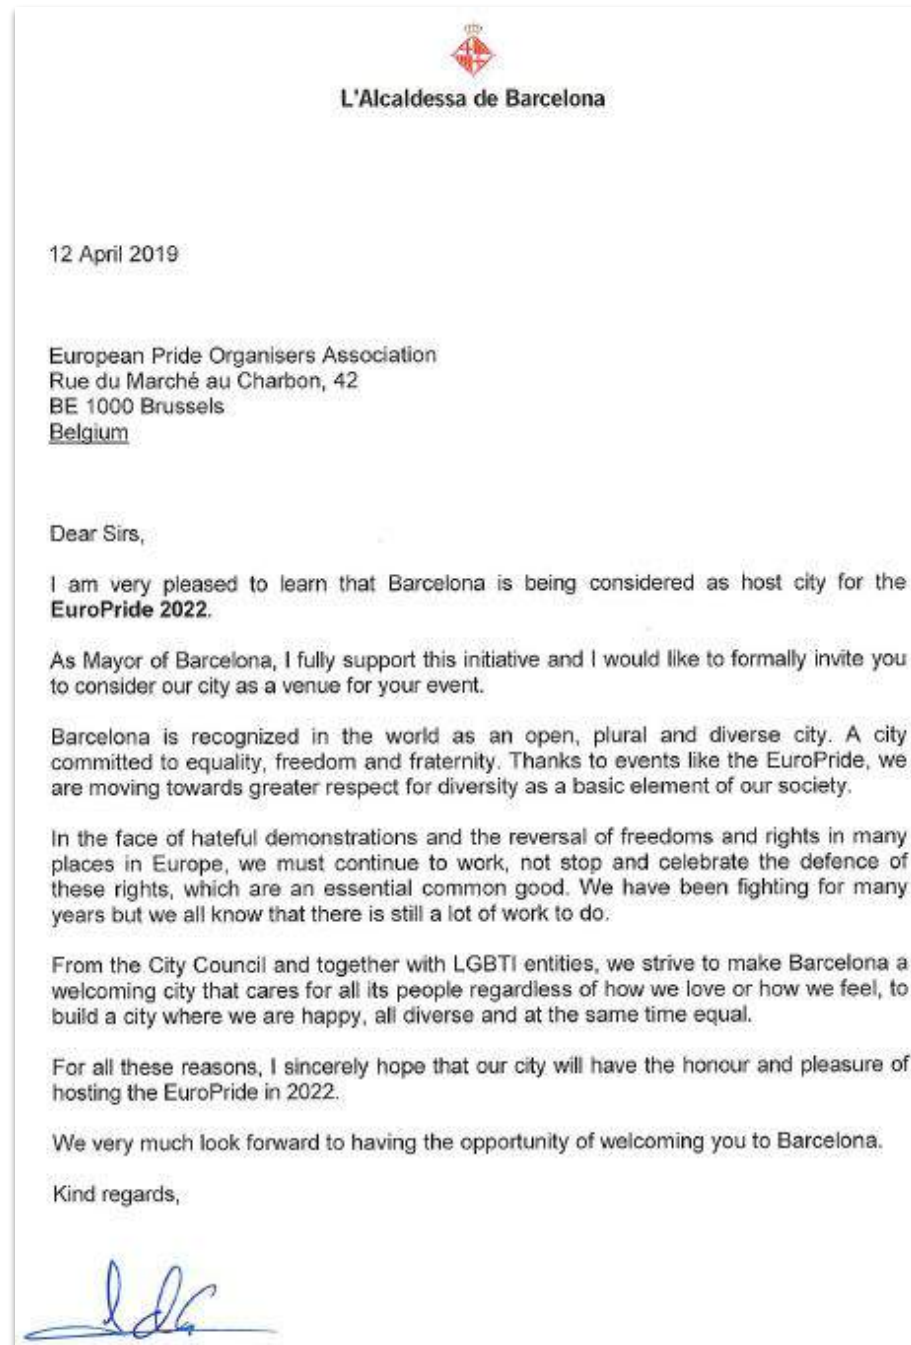 L'Alcaldessa de Barcelona
12 April 2019
European Pride Organisers Association
Rue du Marché au Charbon, 42
BE 1000 Brussels
Belgium
Dear Sirs,
I am very pleased to learn that Barcelona is being considered as host city for the
EuroPride 2022.
As Mayor of Barcelona, I fully support this initiative and I would like to formally invite you
to consider our city as a venue for your event.
Barcelona is recognized in the world as an open, plural and diverse city. A city
committed to equality, freedom and fraternity. Thanks to events like the EuroPride, we
are moving towards greater respect for diversity as a basic element of our society.
In the face of hateful demonstrations and the reversal of freedoms and rights in many
places in Europe, we must continue to work, not stop and celebrate the defence of
these rights, which are an essential common good. We have been fighting for many
years but we all know that there is still a lot of work to do.
From the City Council and together with LGBTI entities, we strive to make Barcelona a
welcoming city that cares for all its people regardless of how we love or how we feel, to
build a city where we are happy, all diverse and at the same time equal.
For all these reasons, I sincerely hope that our city will have the honour and pleasure of
hosting the EuroPride in 2022.
We very much look forward to having the opportunity of welcoming you to Barcelona.
Kind regards,